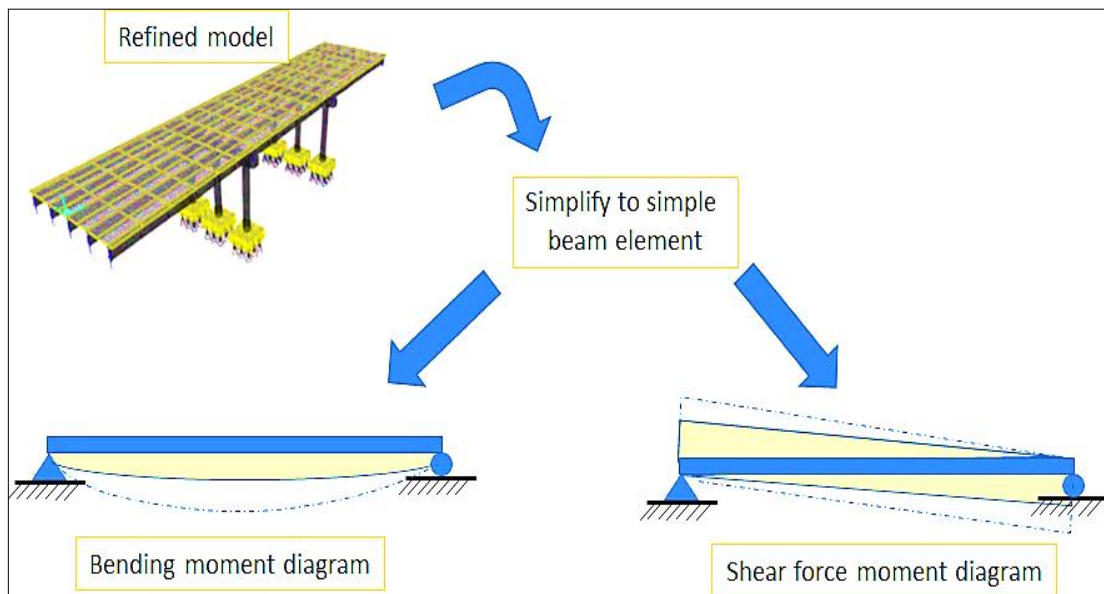 Refined model
Simplify to simple
beam element
Bending moment diagram
Shear force moment diagram